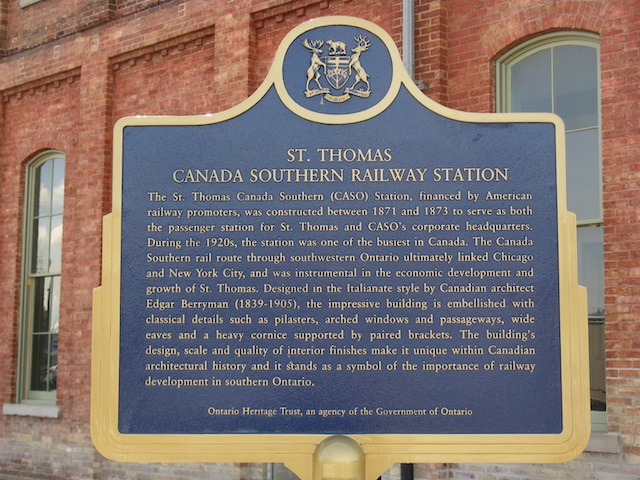 ST. THOMAS
CANADA SOUTHERN RAILWAY STATION
The St. Thomas Canada Southern (CASO) Station, financed by American
railway promoters, was constructed between 1871 and 1873 to serve as both
the passenger station for St. Thomas and CASO's corporate headquarters.
During the 1920s, the station was one of the busiest in Canada. The Canada
Southern rail route through southwestern Ontario ultimately linked Chicago
and New York City, and was instrumental in the economic development and
growth of St. Thomas. Designed in the Italianate style by Canadian architect
Edgar Berryman (1839-1905), the impressive building is embellished with
classical details such as pilasters, arched windows and passageways, wide
eaves and a heavy cornice supported by paired brackets. The building's
design, scale and quality of interior finishes make it unique within Canadian
architectural history and it stands as a symbol of the importance of railway
development in southern Ontario.
Ontario Heritage Trust, an agency of the Government of Ontario